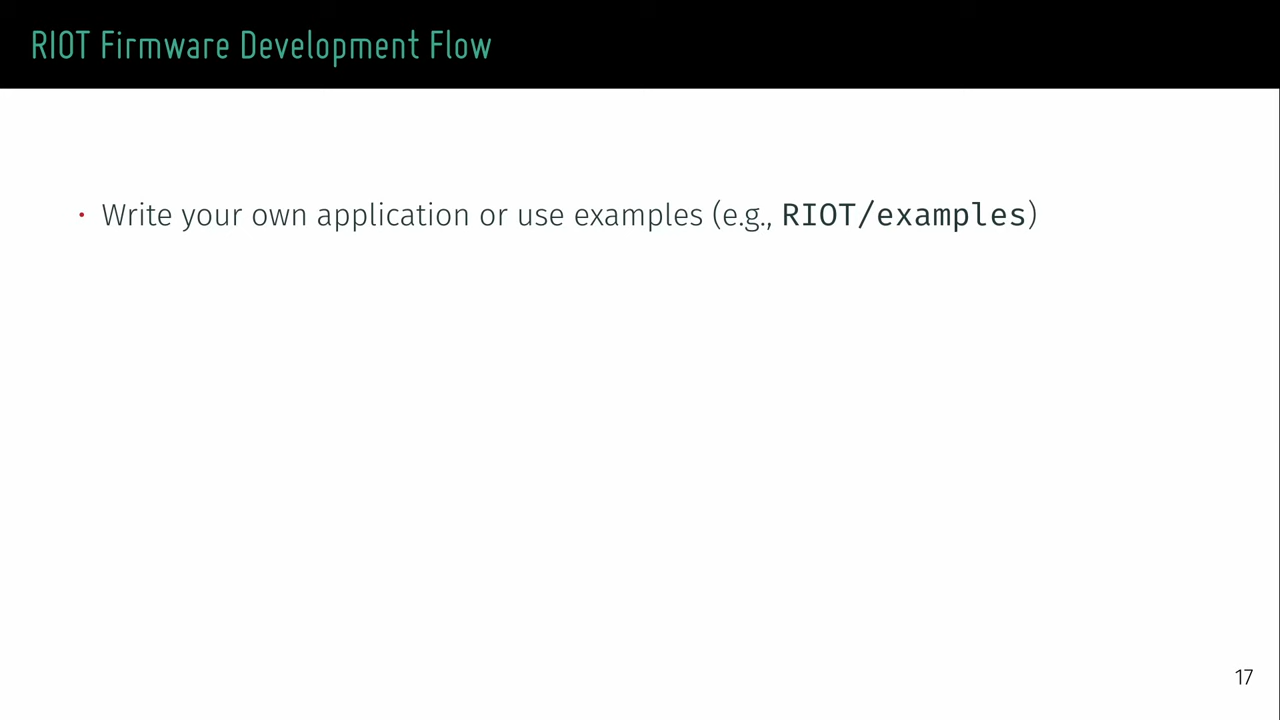 RIOT Firmware Development Flow
• Write your own application or use examples (e.g., RIOT/examples)
17